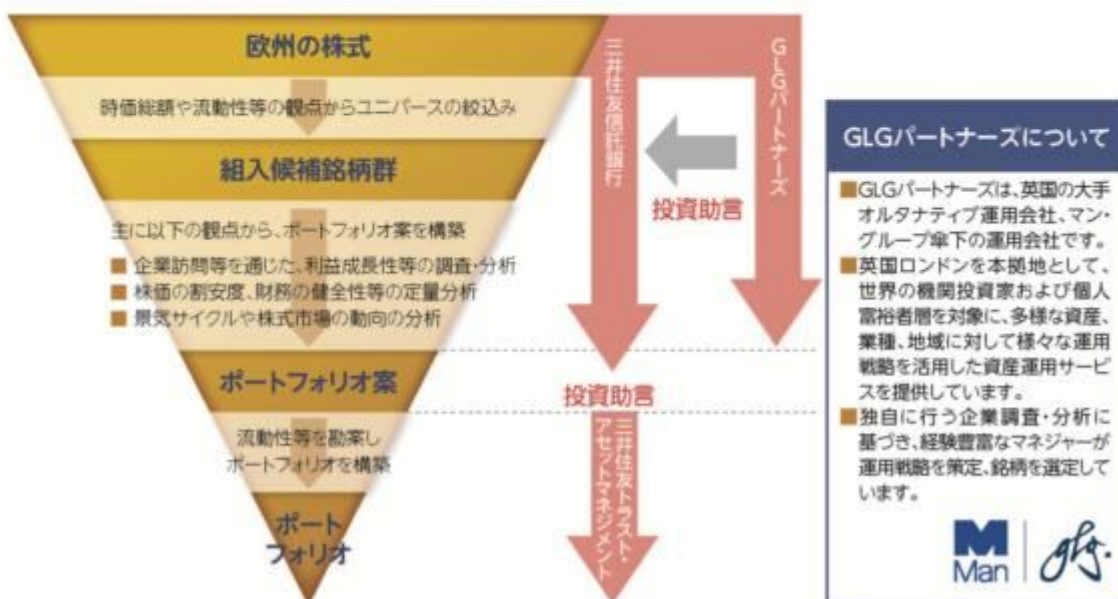 欧州の株式
時価総額や流動性等の観点からユニバースの絞込み
組入候補銘柄群
主に以下の観点から、ポートフォリオ案を構築
■ 企業訪問等を通じた、利益成長性等の調査・分析
■ 株価の割安度、財務の健全性等の定量分析
■ 景気サイクルや株式市場の動向の分析
ポートフォリオ案
流動性等を勘案し
ポートフォリオを構築
ポート
フォリオ
三井住友信託銀行
GLGパートナーズ
投資助言
投資助言
三井住友トラスト・
アセットマネジメント
GLGパートナーズについて
■GLGパートナーズは、英国の大手
オルタナティブ運用会社、マン・
グループ傘下の運用会社です。
■英国ロンドンを本拠地として、
世界の機関投資家および個人
富裕者層を対象に、多様な資産、
業種、地域に対して様々な運用
戦略を活用した資産運用サービ
スを提供しています。
■独自に行う企業調査・分析に
基づき、経験豊富なマネジャーが
運用戦略を策定、銘柄を選定して
います。
M
Man
glg.